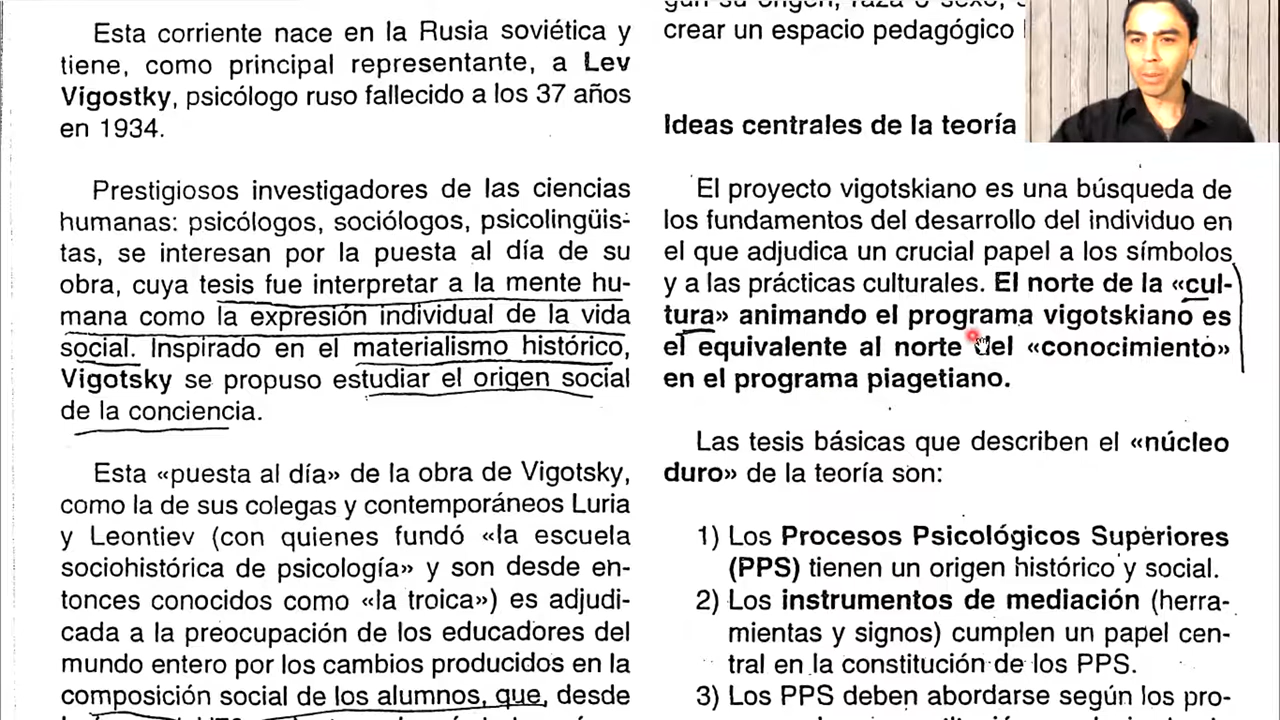 Esta corriente nace en la Rusia soviética y
tiene, como principal representante, a Lev
Vigostky, psicólogo ruso fallecido a los 37 años
en 1934.
Prestigiosos investigadores de las ciencias
humanas: psicólogos, sociólogos, psicolingüis-
tas, se interesan por la puesta al día de su
obra, cuya tesis fue interpretar a la mente hu-
mana como la expresión individual de la vida
social. Inspirado en el materialismo histórico,
Vigotsky se propuso estudiar el origen social
de la conciencia.
Esta «puesta al día» de la obra de Vigotsky,
como la de sus colegas y contemporáneos Luria
y Leontiev (con quienes fundó «la escuela
sociohistórica de psicología» y son desde en-
tonces conocidos como «la troica») es adjudi-
cada a la preocupación de los educadores del
mundo entero por los cambios producidos en la
composición social de los alumnos, que, desde
gún su origen, raza o sexo,
crear un espacio pedagógico
Ideas centrales de la teoría
El proyecto vigotskiano es una búsqueda de
los fundamentos del desarrollo del individuo en
el que adjudica un crucial papel a los símbolos
y a las prácticas culturales. El norte de la «cul-
tura» animando el programa vigotskiano es
el equivalente al norte del «conocimiento»
en el programa piagetiano.
Las tesis básicas que describen el «núcleo
duro» de la teoría son:
1) Los Procesos Psicológicos Superiores
(PPS) tienen un origen histórico y social.
2) Los instrumentos de mediación (herra-
mientas y signos) cumplen un papel cen-
tral en la constitución de los PPS.
3) Los PPS deben abordarse según los pro-